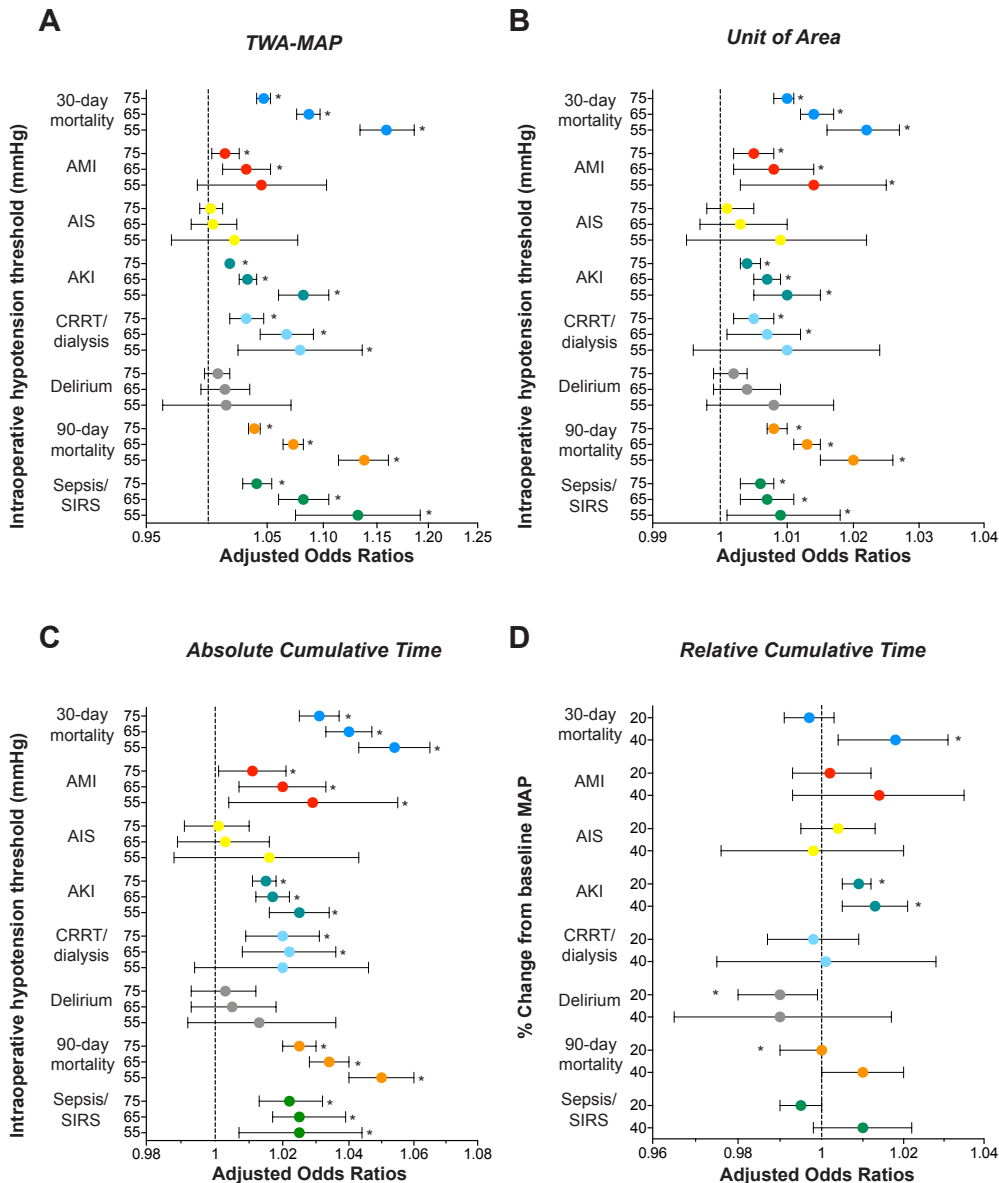 A
TWA-MAP
Intraoperative hypotension threshold (mmHg)
30-day
mortality
75
*
65
*
55
*
AMI
75
*
65
*
55
AIS
75
65
55
AKI
75
*
65
*
55
*
CRRT/
dialysis
75
*
65
*
55
*
Delirium
75
65
55
90-day
mortality
75
*
65
*
55
*
Sepsis/
SIRS
75
*
65
*
55
*
0.95 1.05 1.10 1.15 1.20 1.25
Adjusted Odds Ratios
B
Unit of Area
Intraoperative hypotension threshold (mmHg)
30-day
mortality
75
*
65
*
55
*
AMI
75
*
65
*
55
*
AIS
75
65
55
AKI
75
*
65
*
55
*
CRRT/
dialysis
75
*
65
*
55
Delirium
75
65
55
90-day
mortality
75
*
65
*
55
*
Sepsis/
SIRS
75
*
65
*
55
*
0.99 1 1.01 1.02 1.03 1.04
Adjusted Odds Ratios
C
Absolute Cumulative Time
Intraoperative hypotension threshold (mmHg)
30-day
mortality
75
*
65
*
55
*
AMI
75
*
65
*
55
*
AIS
75
65
55
AKI
75
*
65
*
55
*
CRRT/
dialysis
75
*
65
*
55
Delirium
75
65
55
90-day
mortality
75
*
65
*
55
*
Sepsis/
SIRS
75
*
65
*
55
*
0.98 1 1.02 1.04 1.06 1.08
Adjusted Odds Ratios
D
Relative Cumulative Time
% Change from baseline MAP
30-day
mortality
20
40
*
AMI
20
40
AIS
20
40
AKI
20
*
40
*
CRRT/
dialysis
20
40
Delirium
20
*
40
90-day
mortality
20
*
40
Sepsis/
SIRS
20
40
0.96 0.98 1 1.02 1.04
Adjusted Odds Ratios